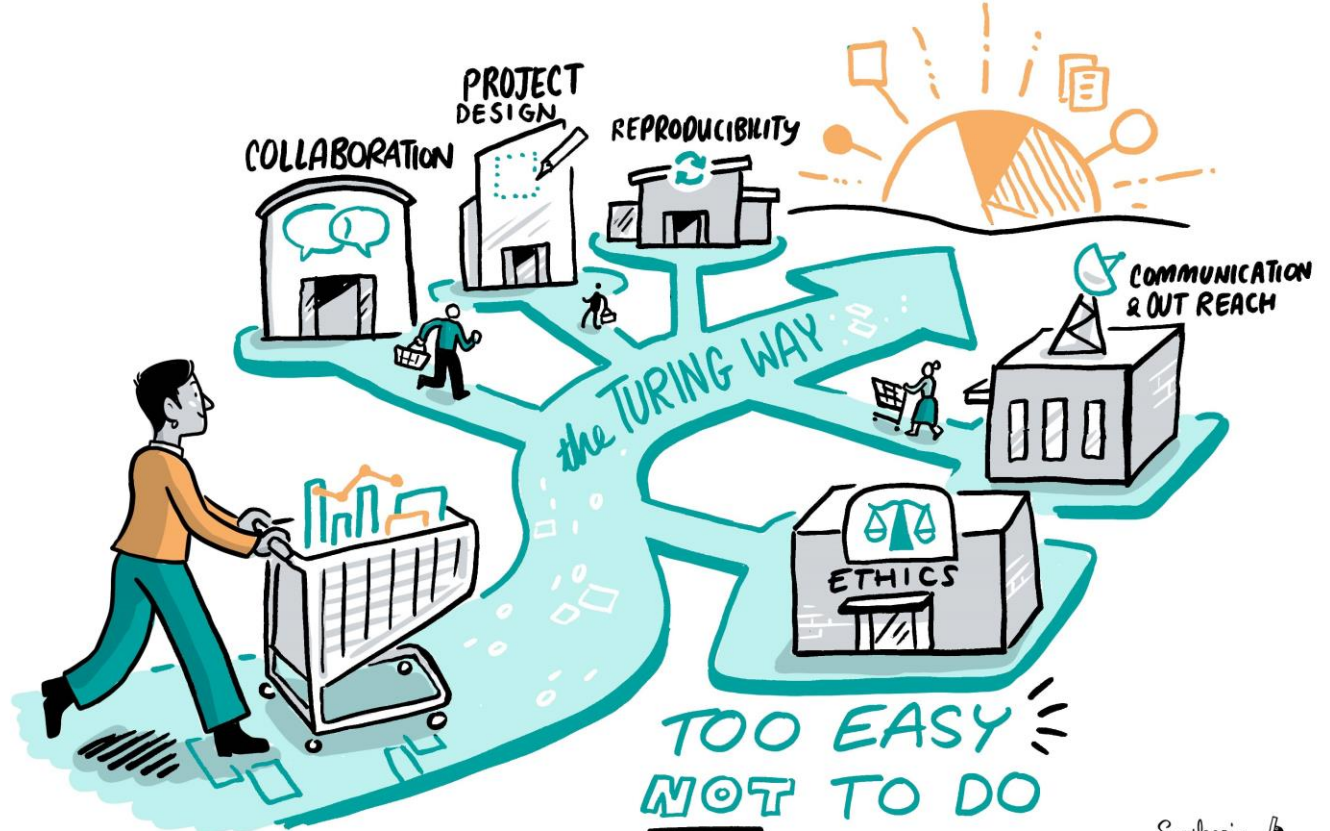 PROJECT
DESIGN
REPRODUCIBILITY
COLLABORATION
COMMUNICATION
& OUT REACH
the TURING WAY
ETHICS
TOO EASY
NOT TO DO